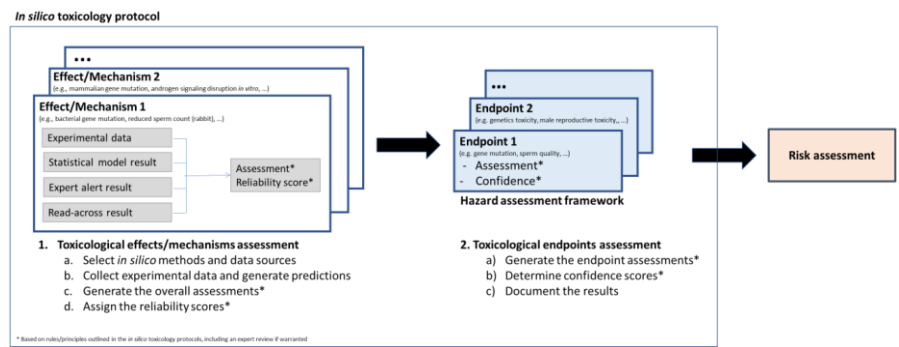 In silico toxicology protocol
...
Effect/Mechanism 2
(e.g., mammalian gene mutation, androgen signaling disruption in vitro, ...)
Effect/Mechanism 1
(e.g., bacterial gene mutation, reduced sperm count (rabbit), ...)
Experimental data
Statistical model result
Expert alert result
Read-across result
Assessment*
Reliability score*
1. Toxicological effects/mechanisms assessment
a. Select in silico methods and data sources
b. Collect experimental data and generate predictions
c. Generate the overall assessments*
d. Assign the reliability scores*
...
Endpoint 2
(e.g. genetics toxicity, male reproductive toxicity,, ...)
Endpoint 1
(e.g. gene mutation, sperm quality, ...)
- Assessment*
- Confidence*
Hazard assessment framework
2. Toxicological endpoints assessment
a) Generate the endpoint assessments*
b) Determine confidence scores*
c) Document the results
Risk assessment
* Based on rules/principles outlined in the in silico toxicology protocols, including an expert review if warranted